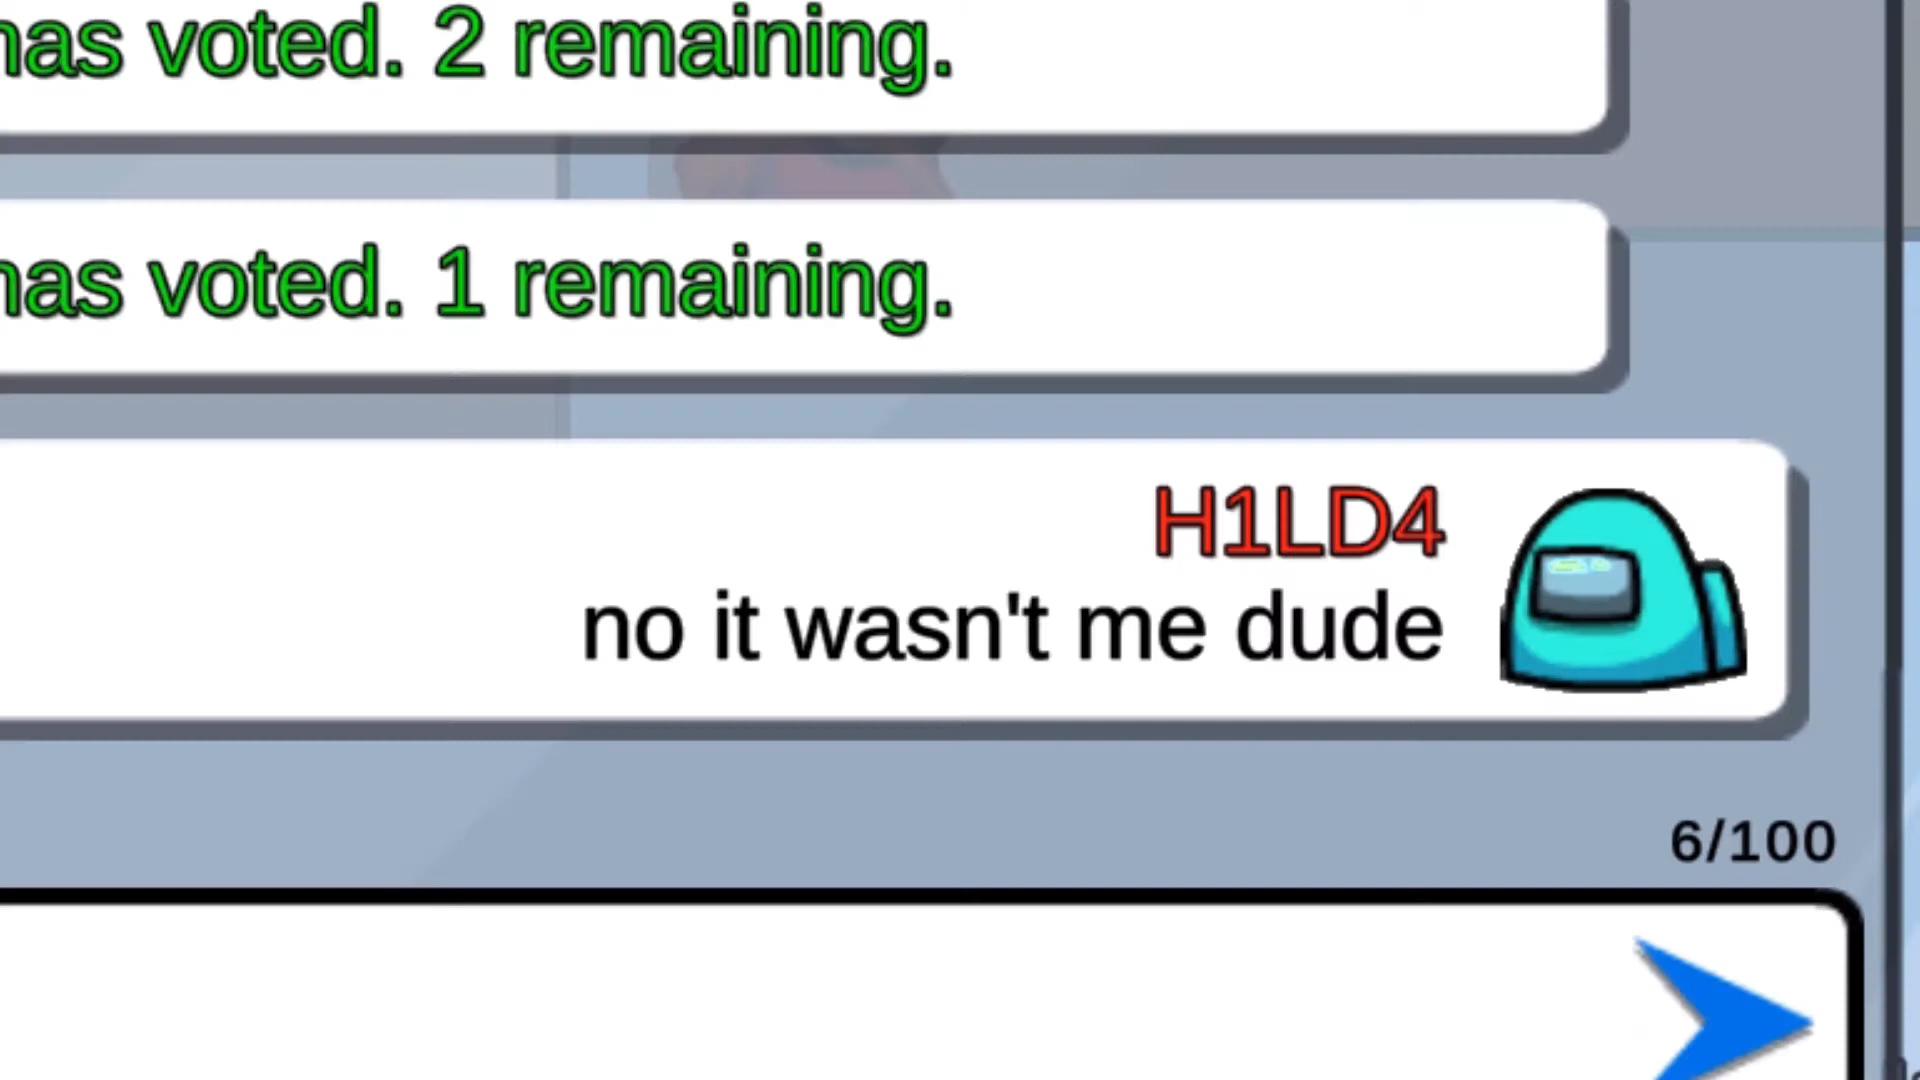 has voted. 2 remaining.
has voted. 1 remaining.
H1LD4
no it wasn't me dude
6/100